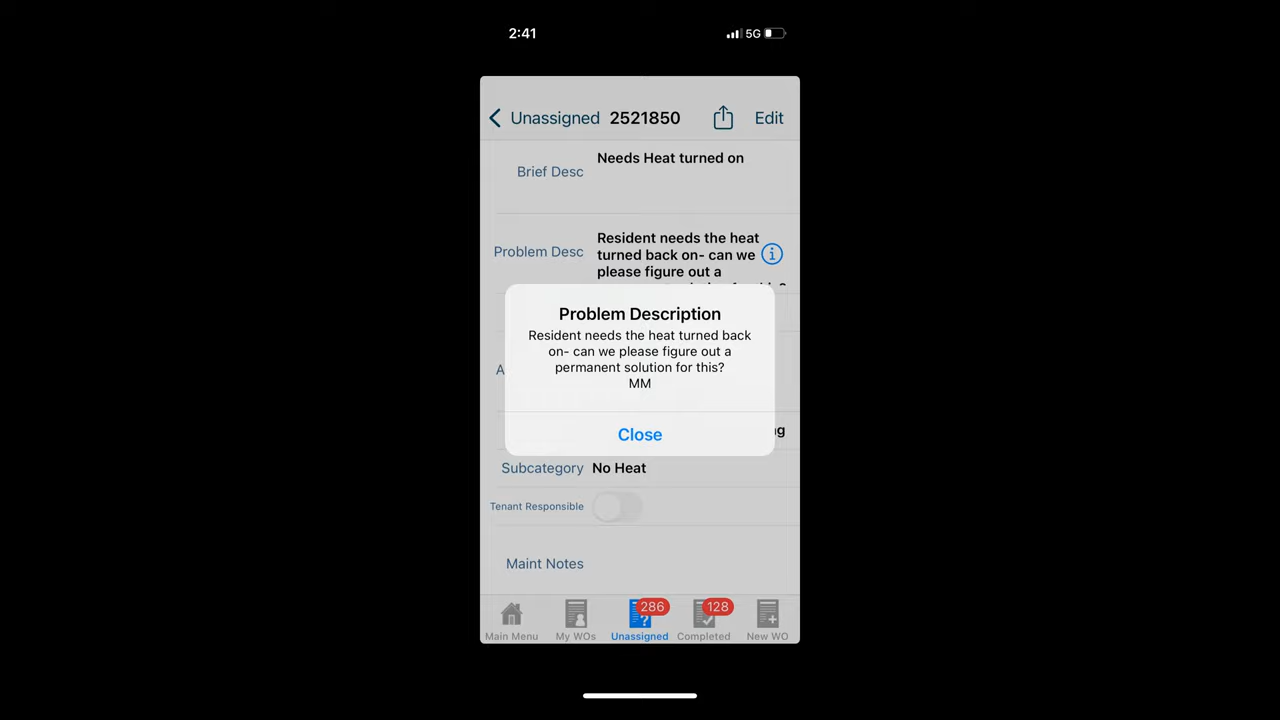 2:41
5G
Unassigned 2521850 Edit
Brief Desc
Needs Heat turned on
Problem Desc
Resident needs the heat
turned back on- can we
please figure out a
Problem Description
Resident needs the heat turned back
on- can we please figure out a
permanent solution for this?
MM
Close
Subcategory No Heat
Tenant Responsible
Maint Notes
286
128
Main Menu My WOs Unassigned Completed New WO